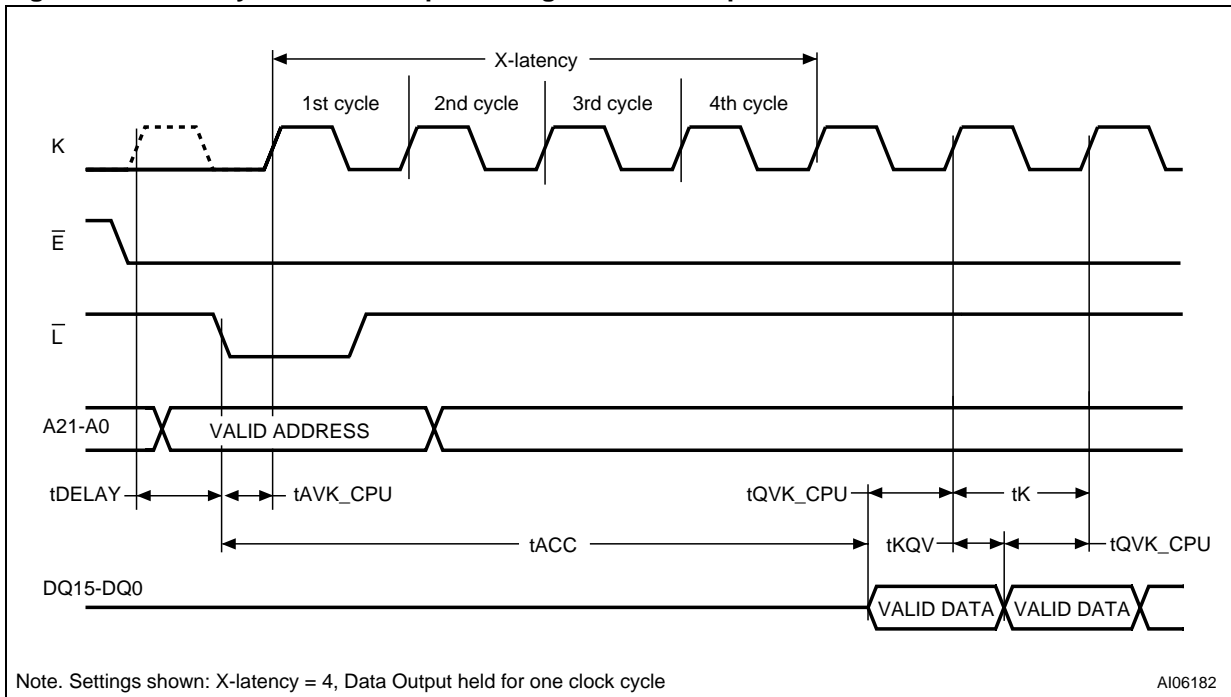 X-latency
1st cycle
2nd cycle
3rd cycle
4th cycle
K
E
L
A21-A0
VALID ADDRESS
tDELAY
tAVK_CPU
tQVK_CPU
tK
tACC
tKQV
tQVK_CPU
DQ15-DQ0
VALID DATA
VALID DATA
Note. Settings shown: X-latency = 4, Data Output held for one clock cycle
AI06182